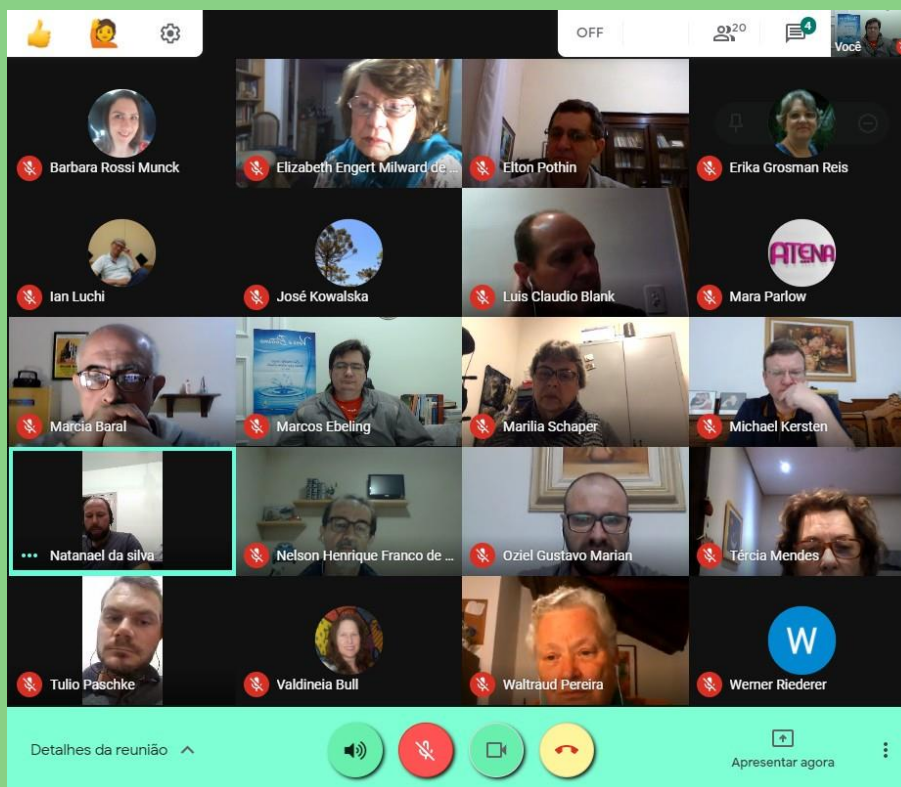 OFF
20
4
Você
Barbara Rossi Munck
Elizabeth Engert Milward de ...
Elton Pothin
Erika Grosman Reis
Ian Luchi
José Kowalska
Luis Claudio Blank
ATENA
Mara Parlow
Marcia Baral
Marcos Ebeling
Marilia Schaper
Michael Kersten
Natanael da silva
Nelson Henrique Franco de ...
Oziel Gustavo Marian
Tércia Mendes
Tulio Paschke
Valdineia Bull
Waltraud Pereira
W
Werner Riederer
Detalhes da reunião
Apresentar agora